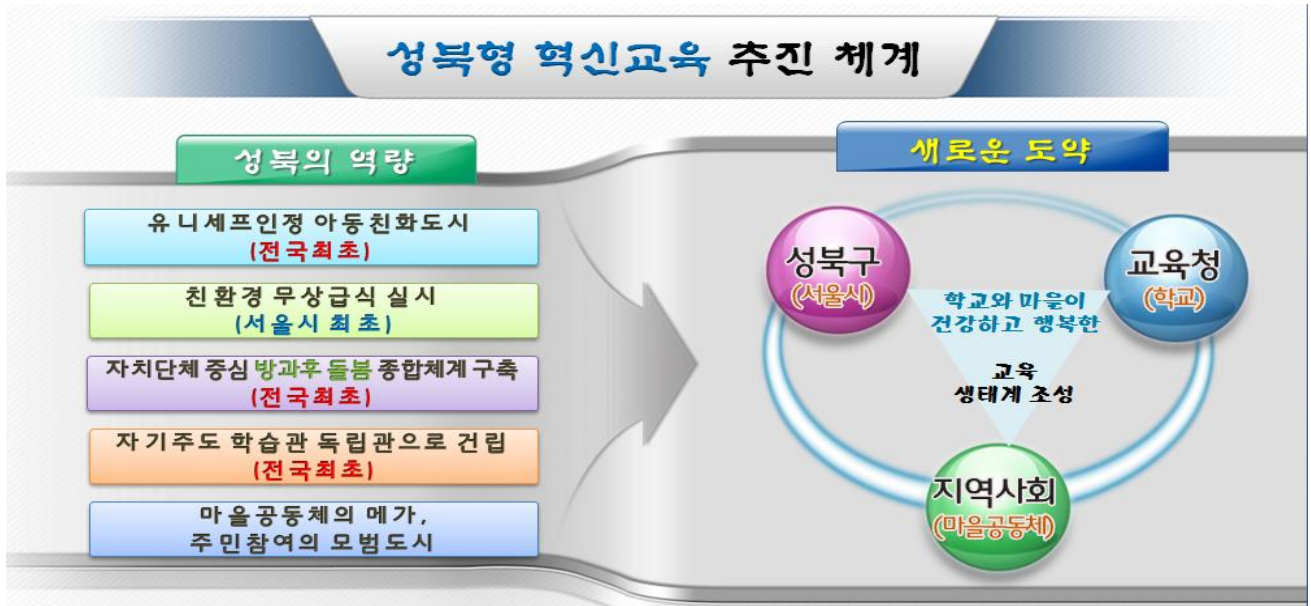 성북형 혁신교육 추진 체계
성북의 역량
유니세프인정 아동친화도시
(전국최초)
친환경 무상급식 실시
(서울시 최초)
자치단체 중심 방과후 돌봄 종합체계 구축
(전국최초)
자기주도 학습관 독립관으로 건립
(전국최초)
마을공동체의 메가,
주민참여의 모범도시
새로운 도약
성북구
(서울시)
교육청
(학교)
학교와 마을이
건강하고 행복한
교육
생태계 조성
지역사회
(마을공동체)